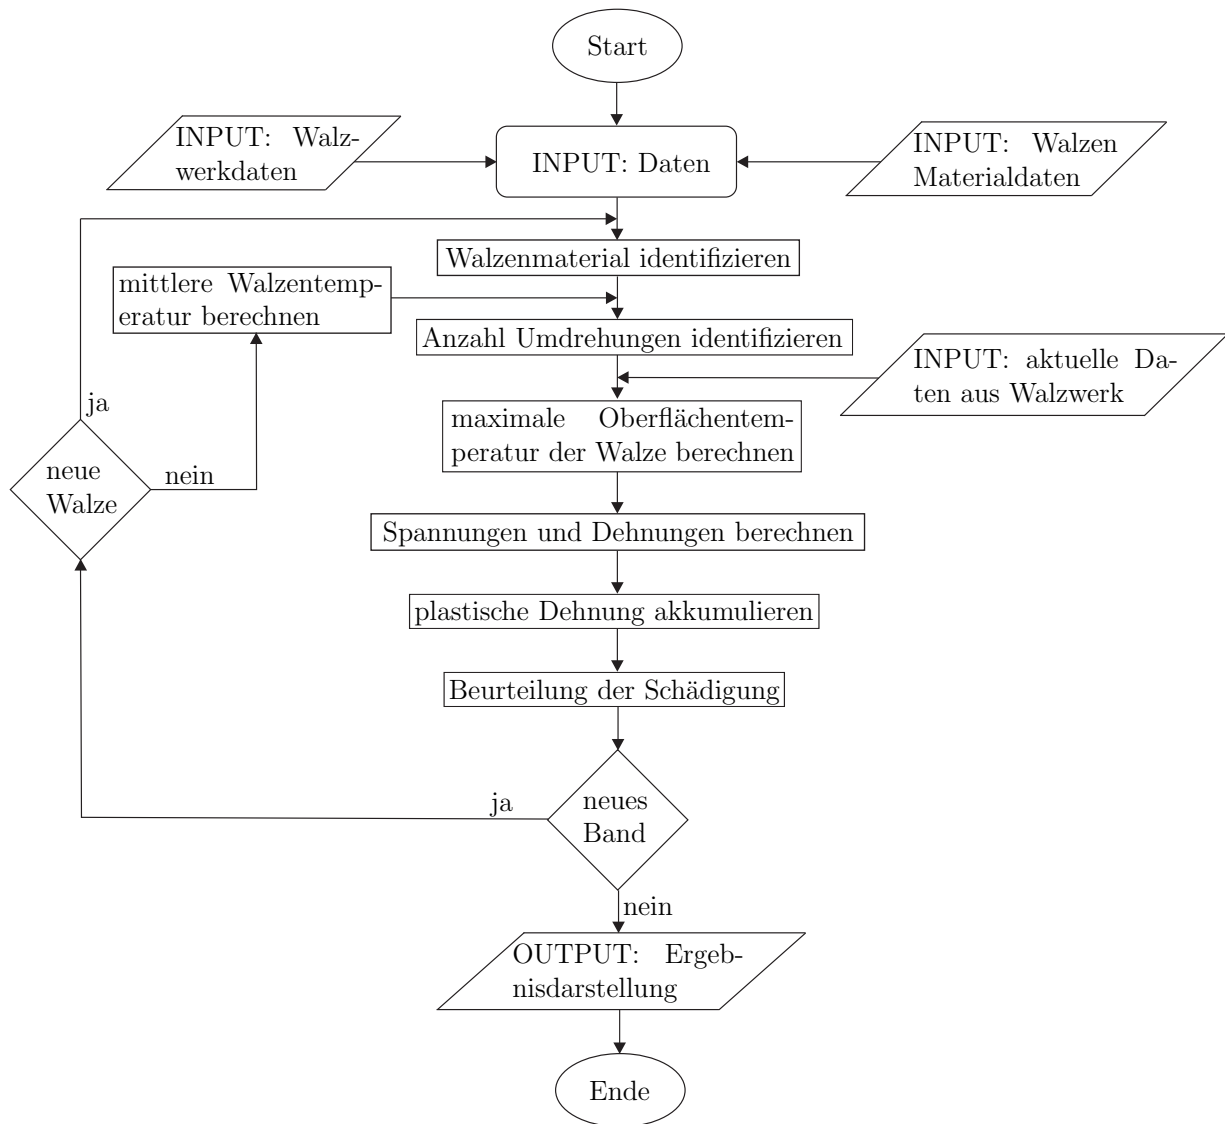 Start
INPUT: Walz-
werkdaten
INPUT: Daten
INPUT: Walzen
Materialdaten
Walzenmaterial identifizieren
mittlere Walzentemp-
eratur berechnen
Anzahl Umdrehungen identifizieren
INPUT: aktuelle Da-
ten aus Walzwerk
maximale Oberflächentem-
peratur der Walze berechnen
ja
neue
Walze
nein
Spannungen und Dehnungen berechnen
plastische Dehnung akkumulieren
Beurteilung der Schädigung
ja
neues
Band
nein
OUTPUT: Ergeb-
nisdarstellung
Ende